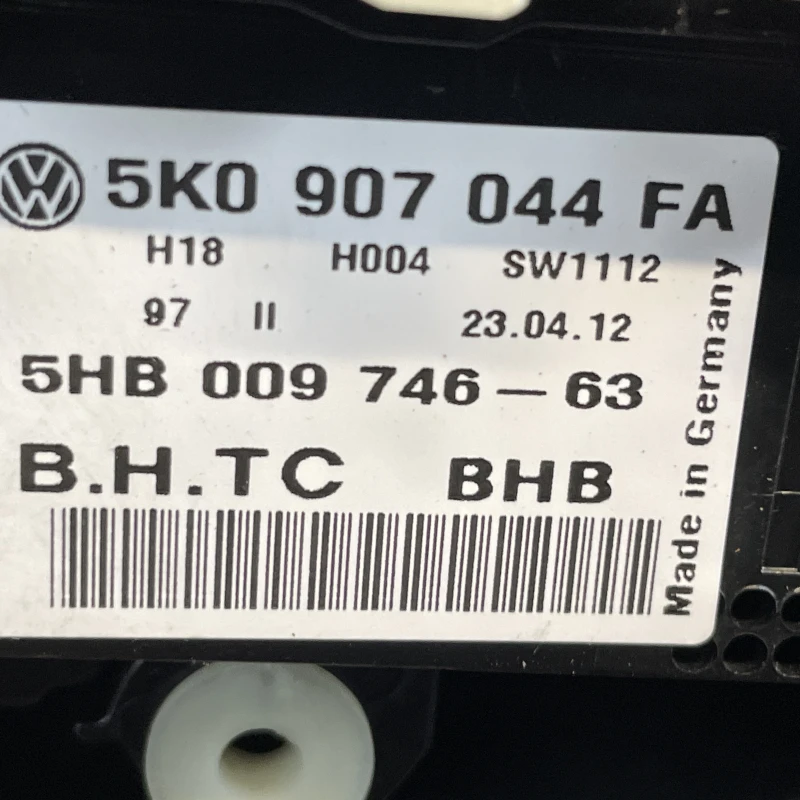 5K0 907 044 FA
H18 H004 SW1112
97 II 23.04.12
5HB 009 746-63
B.H.TC BHB
Made in Germany